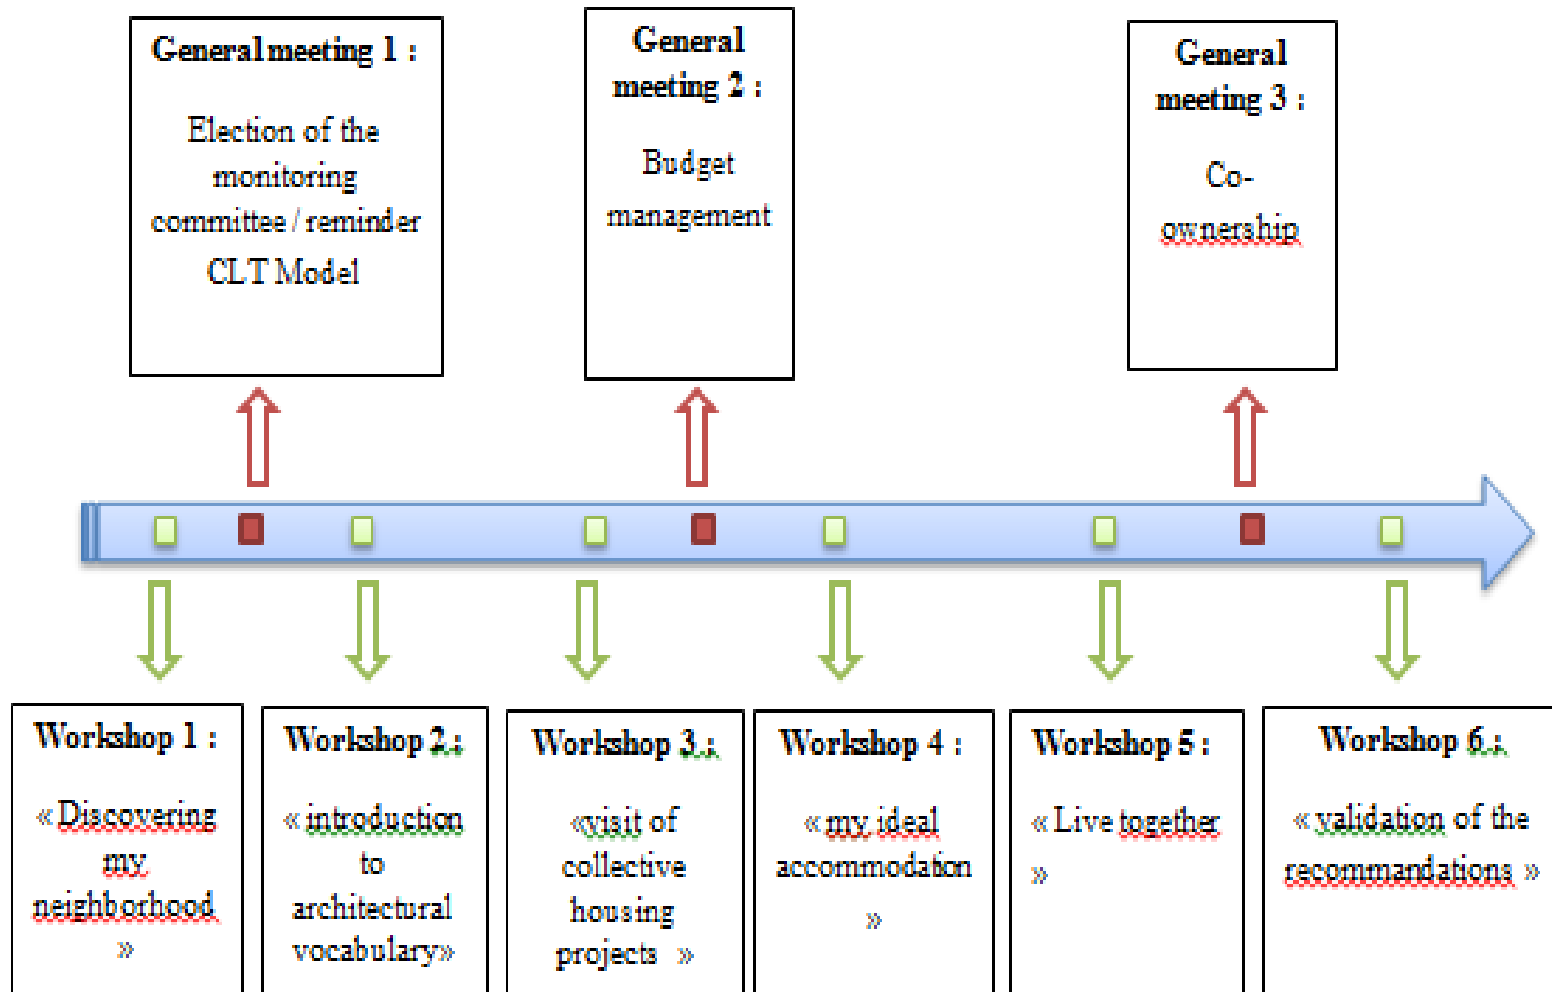 General meeting 1 :
Election of the
monitoring
committee / reminder
CLT Model
General
meeting 2 :
Budget
management
General
meeting 3 :
Co-
ownership
Workshop 1 :
« Discovering
my
neighborhood
»
Workshop 2 :
« introduction
to
architectural
vocabulary»
Workshop 3 :
«visit of
collective
housing
projects »
Workshop 4 :
« my ideal
accommodation
»
Workshop 5 :
« Live together
»
Workshop 6 :
« validation of the
recommandations »